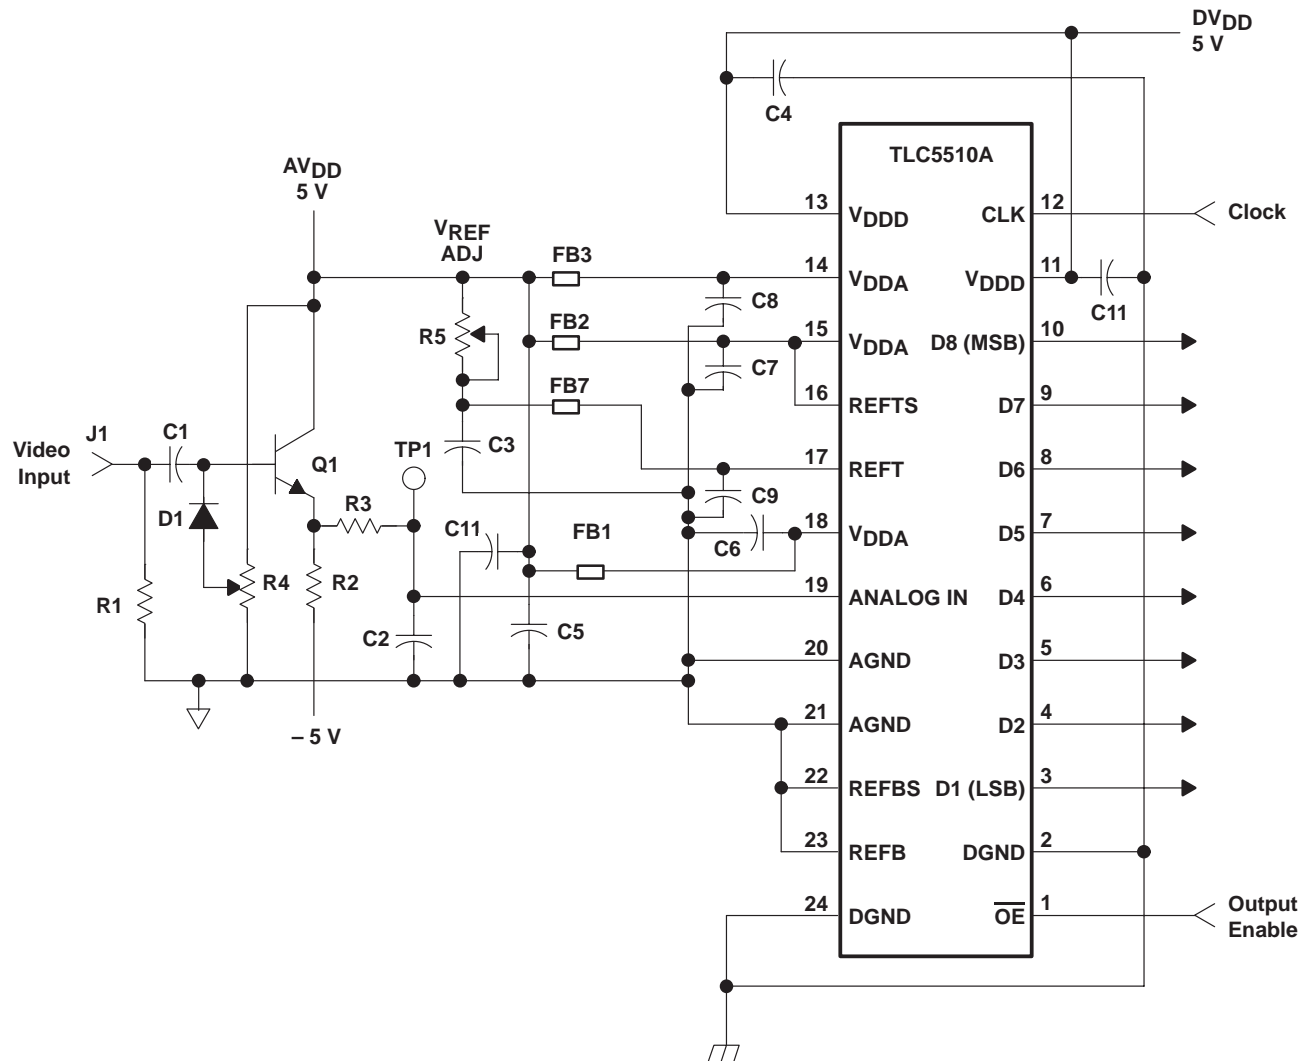 DVDD
5 V
C4
TLC5510A
AVDD
5 V
13
VDDD
CLK
12
Clock
VREF
ADJ
FB3
14
VDDA
VDDD
11
C8
C11
R5
FB2
15
VDDA
D8 (MSB)
10
C7
FB7
16
REFTS
D7
9
J1
C1
Video
Input
Q1
TP1
C3
17
REFT
D6
8
C9
D1
R3
C11
FB1
C6
18
VDDA
D5
7
R1
R4
R2
19
ANALOG IN
D4
6
C2
C5
20
AGND
D3
5
– 5 V
21
AGND
D2
4
22
REFBS
D1 (LSB)
3
23
REFB
DGND
2
24
DGND
OE
1
Output
Enable